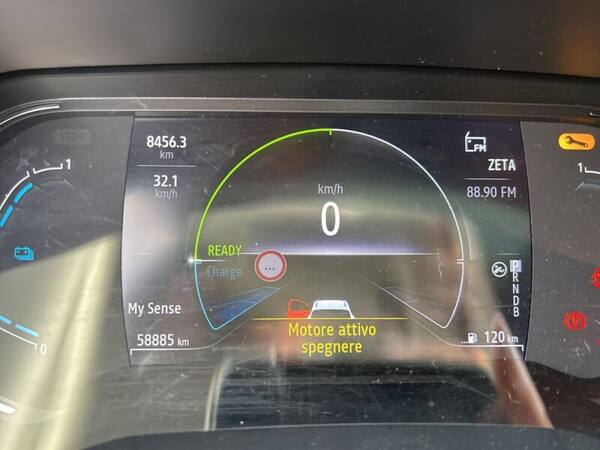 STOP
8456.3
km
32.1
km/h
FM
ZETA
88.90 FM
km/h
0
1
1
READY
Charge
...
P
R
N
D
B
My Sense
58885 km
0
Motore attivo
spegnere
...120 km